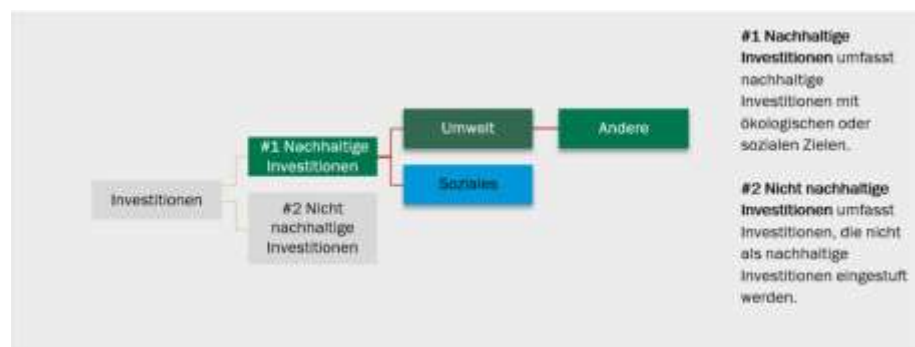 Investitionen
#1 Nachhaltige
Investitionen
#2 Nicht
nachhaltige
Investitionen
Umwelt
Soziales
Andere
#1 Nachhaltige
Investitionen umfasst
nachhaltige
Investitionen mit
ökologischen oder
sozialen Zielen.
#2 Nicht nachhaltige
Investitionen umfasst
Investitionen, die nicht
als nachhaltige
Investitionen eingestuft
werden.